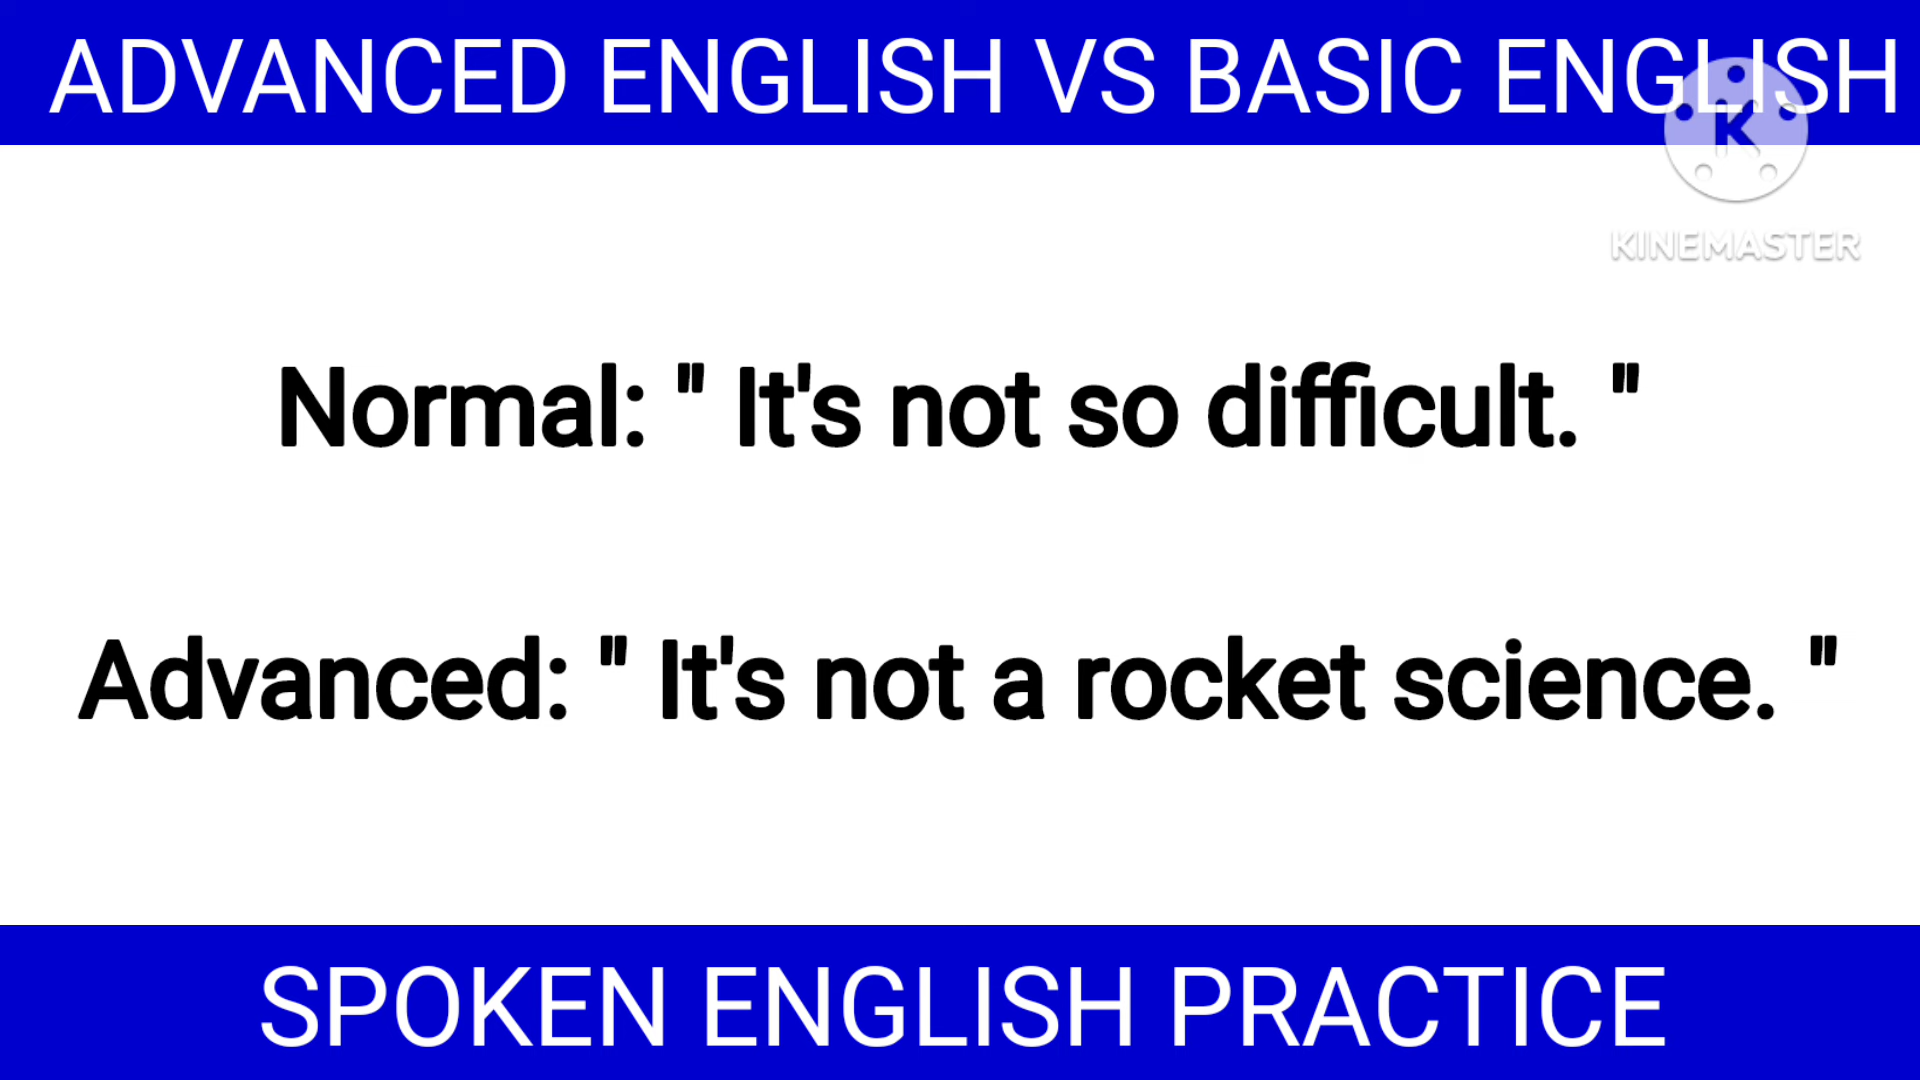 ADVANCED ENGLISH VS BASIC ENGLISH
K
KINEMASTER
Normal: " It's not so difficult. "
Advanced: " It's not a rocket science. "
SPOKEN ENGLISH PRACTICE